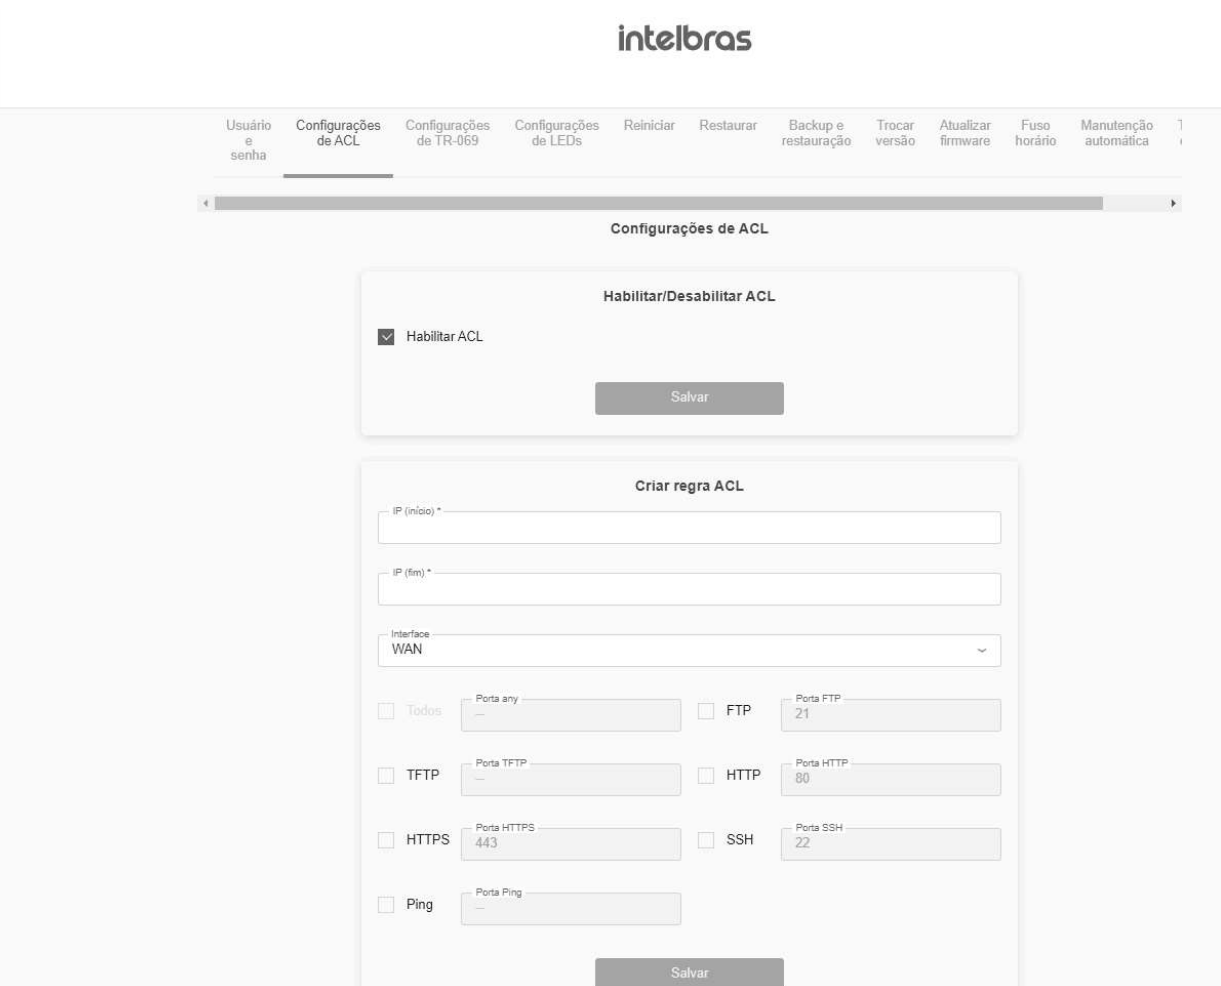 intelbras
Usuário e senha
Configurações de ACL
Configurações de TR-069
Configurações de LEDs
Reiniciar
Restaurar
Backup e restauração
Trocar versão
Atualizar firmware
Fuso horário
Manutenção automática
Configurações de ACL
Habilitar/Desabilitar ACL
Habilitar ACL
Salvar
Criar regra ACL
IP (início) *
IP (fim) *
Interface
WAN
Todos
Porta any
--
FTP
Porta FTP
21
TFTP
Porta TFTP
--
HTTP
Porta HTTP
80
HTTPS
Porta HTTPS
443
SSH
Porta SSH
22
Ping
Porta Ping
--
Salvar